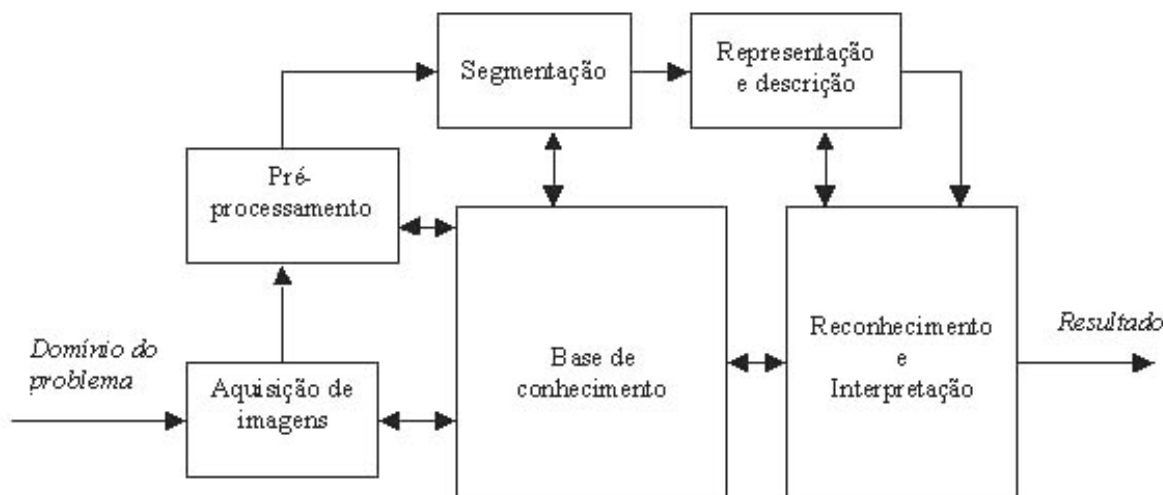 Segmentação
Representação
e descrição
Pré-
processamento
Domínio do
problema
Aquisição de
imagens
Base de
conhecimento
Reconhecimento
e
Interpretação
Resultado